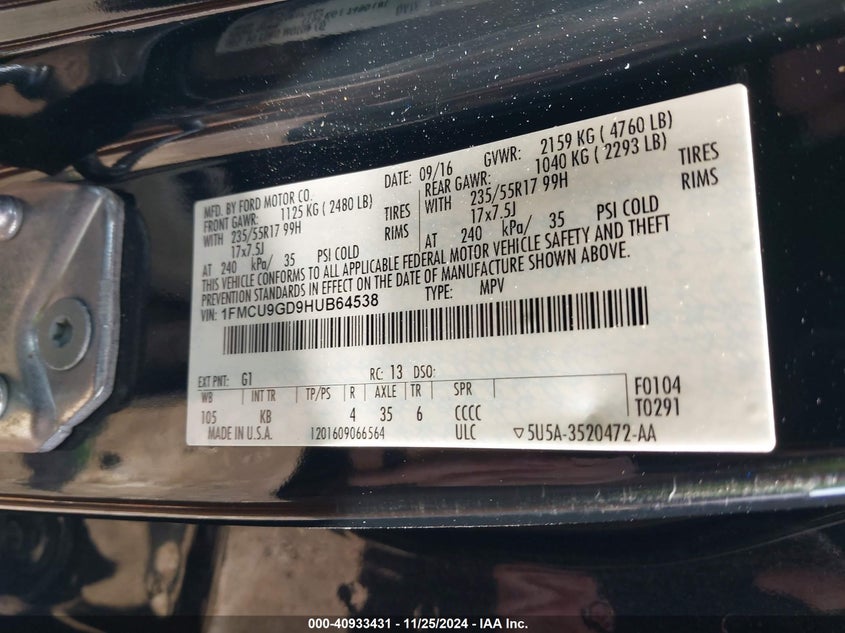 MFD. BY FORD MOTOR CO.
DATE: 09/16 GVWR: 2159 KG ( 4760 LB)
FRONT GAWR: 1125 KG ( 2480 LB) REAR GAWR: 1040 KG ( 2293 LB)
WITH 235/55R17 99H TIRES WITH 235/55R17 99H TIRES
17x7.5J RIMS 17x7.5J RIMS
AT 240 kPa/ 35 PSI COLD AT 240 kPa/ 35 PSI COLD
THIS VEHICLE CONFORMS TO ALL APPLICABLE FEDERAL MOTOR VEHICLE SAFETY AND THEFT
PREVENTION STANDARDS IN EFFECT ON THE DATE OF MANUFACTURE SHOWN ABOVE.
VIN: 1FMCU9GD9HUB64538 TYPE: MPV
EXT PNT: G1 RC: 13 DSO:
WB INT TR TP/PS R AXLE TR SPR F0104
105 KB 4 35 6 CCCC T0291
MADE IN U.S.A. 1201609066564 ULC ▽5U5A-3520472-AA
000-40933431 - 11/25/2024 - IAA Inc.